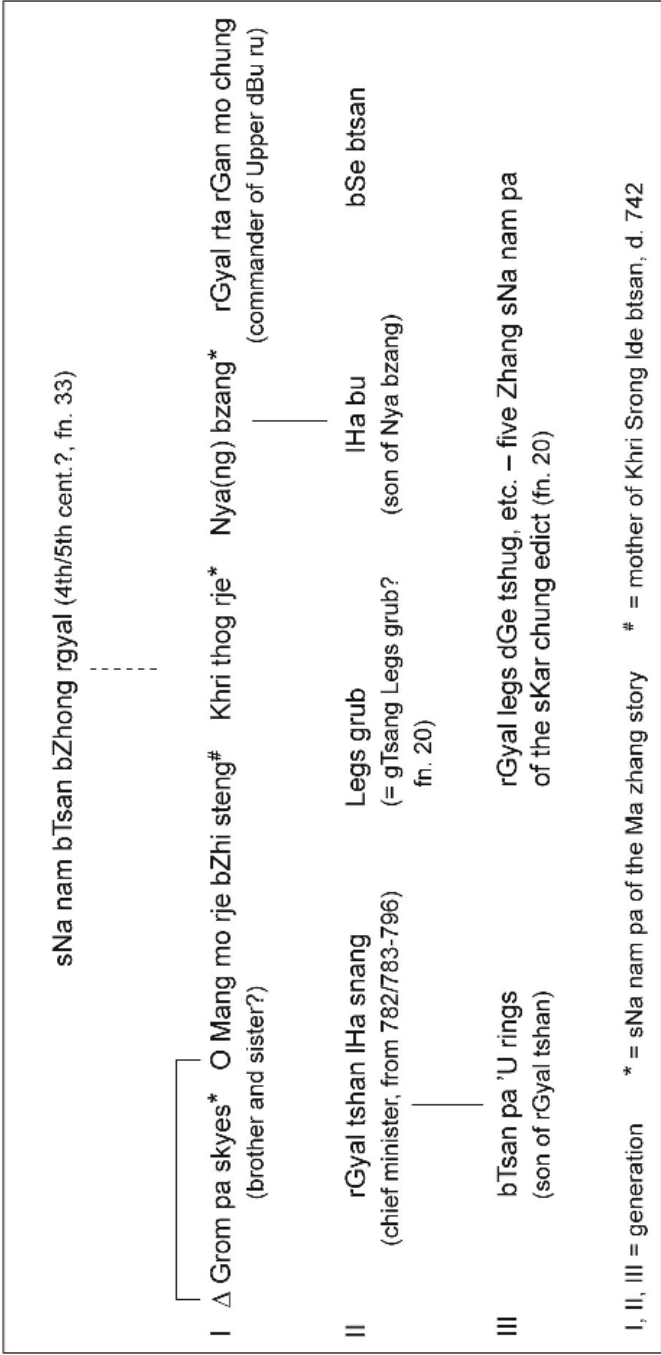 sNa nam bTsan bZhong rgyal (4th/5th cent.?, fn. 33)
I Δ Grom pa skyes* O Mang mo rje bZhi steng# Khri thog rje* Nya(ng) bzang* rGyal rta rGan mo chung
(brother and sister?) (commander of Upper dBu ru)
II rGyal tshan lHa snang Legs grub lHa bu bSe btsan
(chief minister, from 782/783-796) (= gTsang Legs grub? (son of Nya bzang)
fn. 20)
III bTsan pa 'U rings rGyal legs dGe tshug, etc. – five Zhang sNa nam pa
(son of rGyal tshan) of the sKar chung edict (fn. 20)
I, II, III = generation * = sNa nam pa of the Ma zhang story # = mother of Khri Srong lde btsan, d. 742